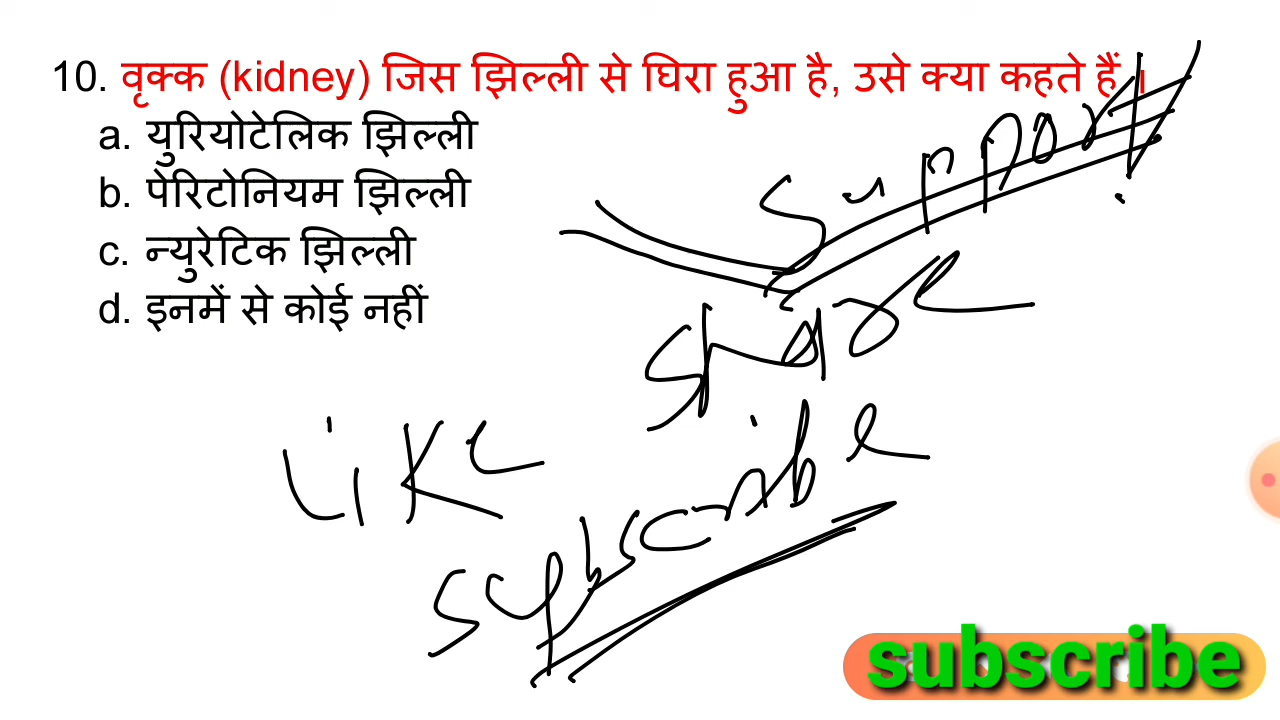 10. वृक्क (kidney) जिस झिल्ली से घिरा हुआ है, उसे क्या कहते हैं ।
a. युरियोटेलिक झिल्ली
b. पेरिटोनियम झिल्ली
c. न्युरेटिक झिल्ली
d. इनमें से कोई नहीं
Support!
Share
Like
Subscribe
subscribe